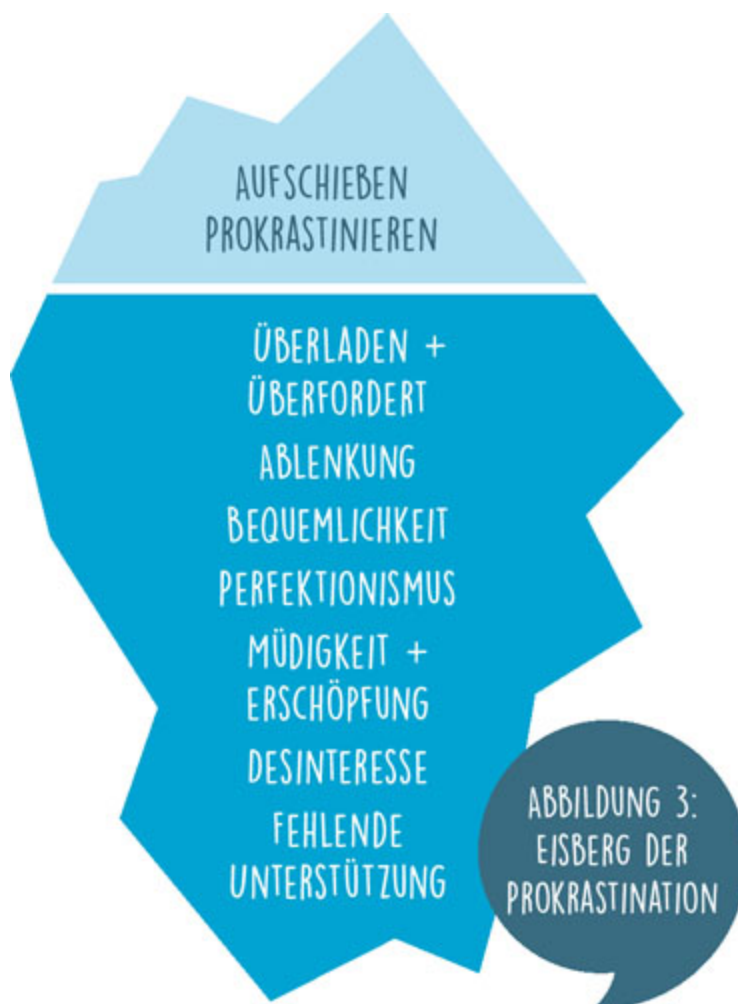 AUFSCHIEBEN
PROKRASTINIEREN
ÜBERLADEN +
ÜBERFORDERT
ABLENKUNG
BEQUEMLICHKEIT
PERFEKTIONISMUS
MÜDIGKEIT +
ERSCHÖPFUNG
DESINTERESSE
FEHLENDE
UNTERSTÜTZUNG
ABBILDUNG 3:
EISBERG DER
PROKRASTINATION